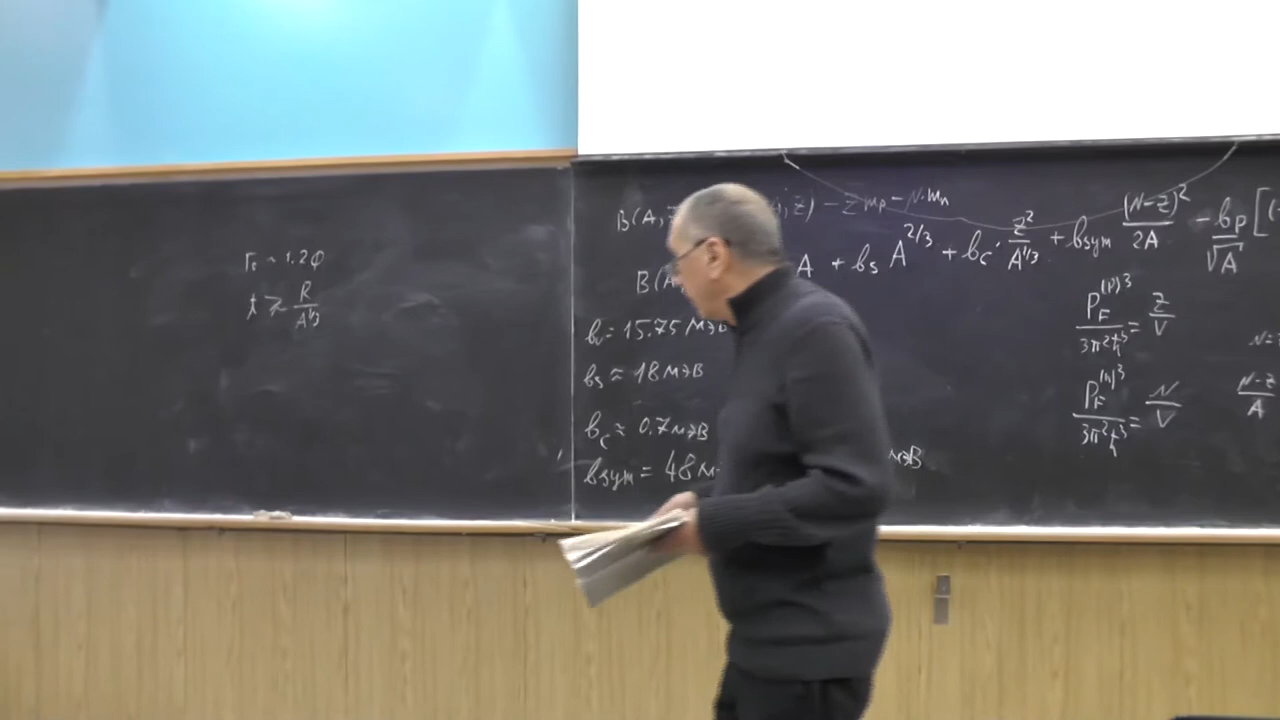 r₀ ~ 1.2 φ
t ≳ R/A^{1/3}
B(A, ;z) - z m_p - N·m_n
B(A, A + b_s A^{2/3} + b_c · z²/A^{1/3} + b_sym (N-z)²/2A - b_p/√A [(
b_v = 15.75 МэВ
b_s ≈ 18 МэВ
b_c ≈ 0.7 МэВ
b_sym = 48 М МэВ
P_F^{(p)3}/3π²ħ³ = z/V
P_F^{(n)3}/3π²ħ³ = N/V
N=
N-z/A